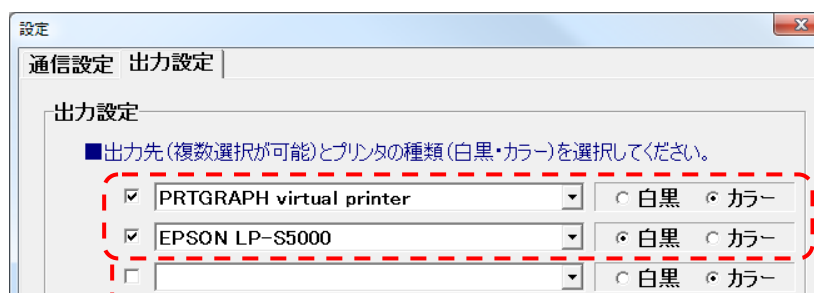 設定
通信設定 出力設定
出力設定
■出力先(複数選択が可能)とプリンタの種類(白黒・カラー)を選択してください。
PRTGRAPH virtual printer 白黒 カラー
EPSON LP-S5000 白黒 カラー
白黒 カラー